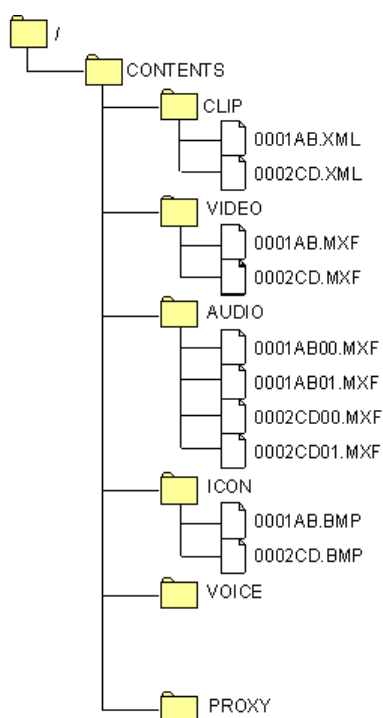 /
CONTENTS
CLIP
0001AB.XML
0002CD.XML
VIDEO
0001AB.MXF
0002CD.MXF
AUDIO
0001AB00.MXF
0001AB01.MXF
0002CD00.MXF
0002CD01.MXF
ICON
0001AB.BMP
0002CD.BMP
VOICE
PROXY